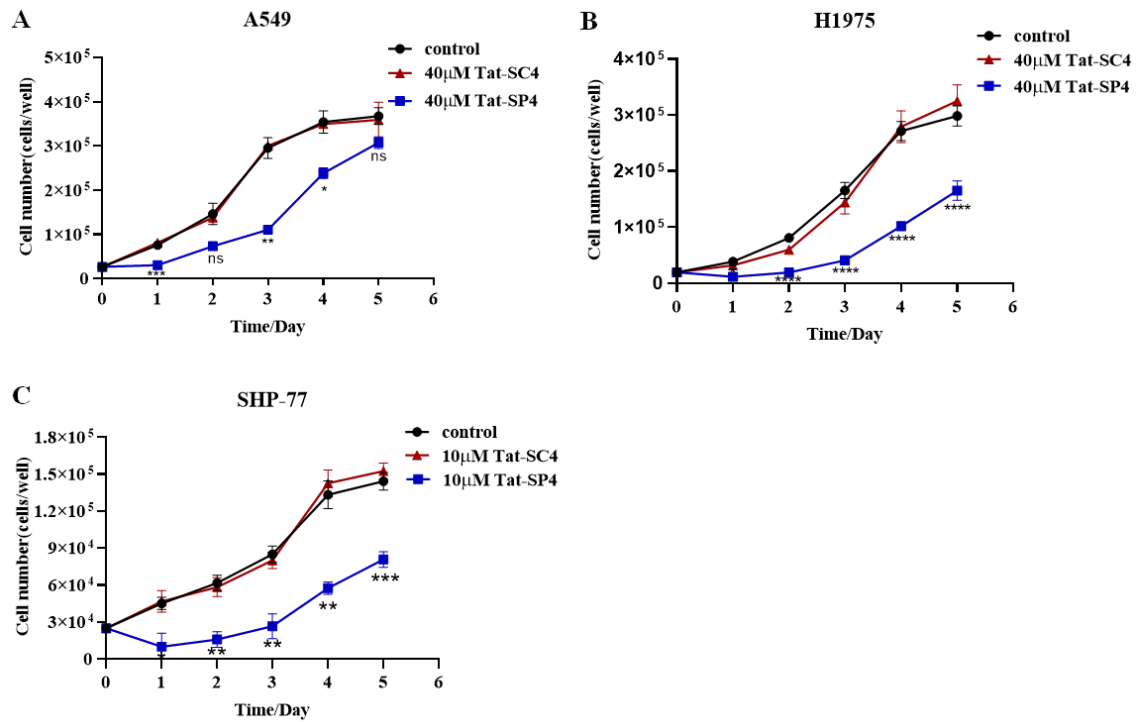 A
A549
control
40μM Tat-SC4
40μM Tat-SP4
Cell number(cells/well)
5×10⁵
4×10⁵
3×10⁵
2×10⁵
1×10⁵
0
***
ns
**
*
ns
0 1 2 3 4 5 6
Time/Day
B
H1975
control
40μM Tat-SC4
40μM Tat-SP4
Cell number(cells/well)
4×10⁵
3×10⁵
2×10⁵
1×10⁵
0
****
****
****
****
0 1 2 3 4 5 6
Time/Day
C
SHP-77
control
10μM Tat-SC4
10μM Tat-SP4
Cell number(cells/well)
1.8×10⁵
1.5×10⁵
1.2×10⁵
9×10⁴
6×10⁴
3×10⁴
0
*
**
**
**
***
0 1 2 3 4 5 6
Time/Day